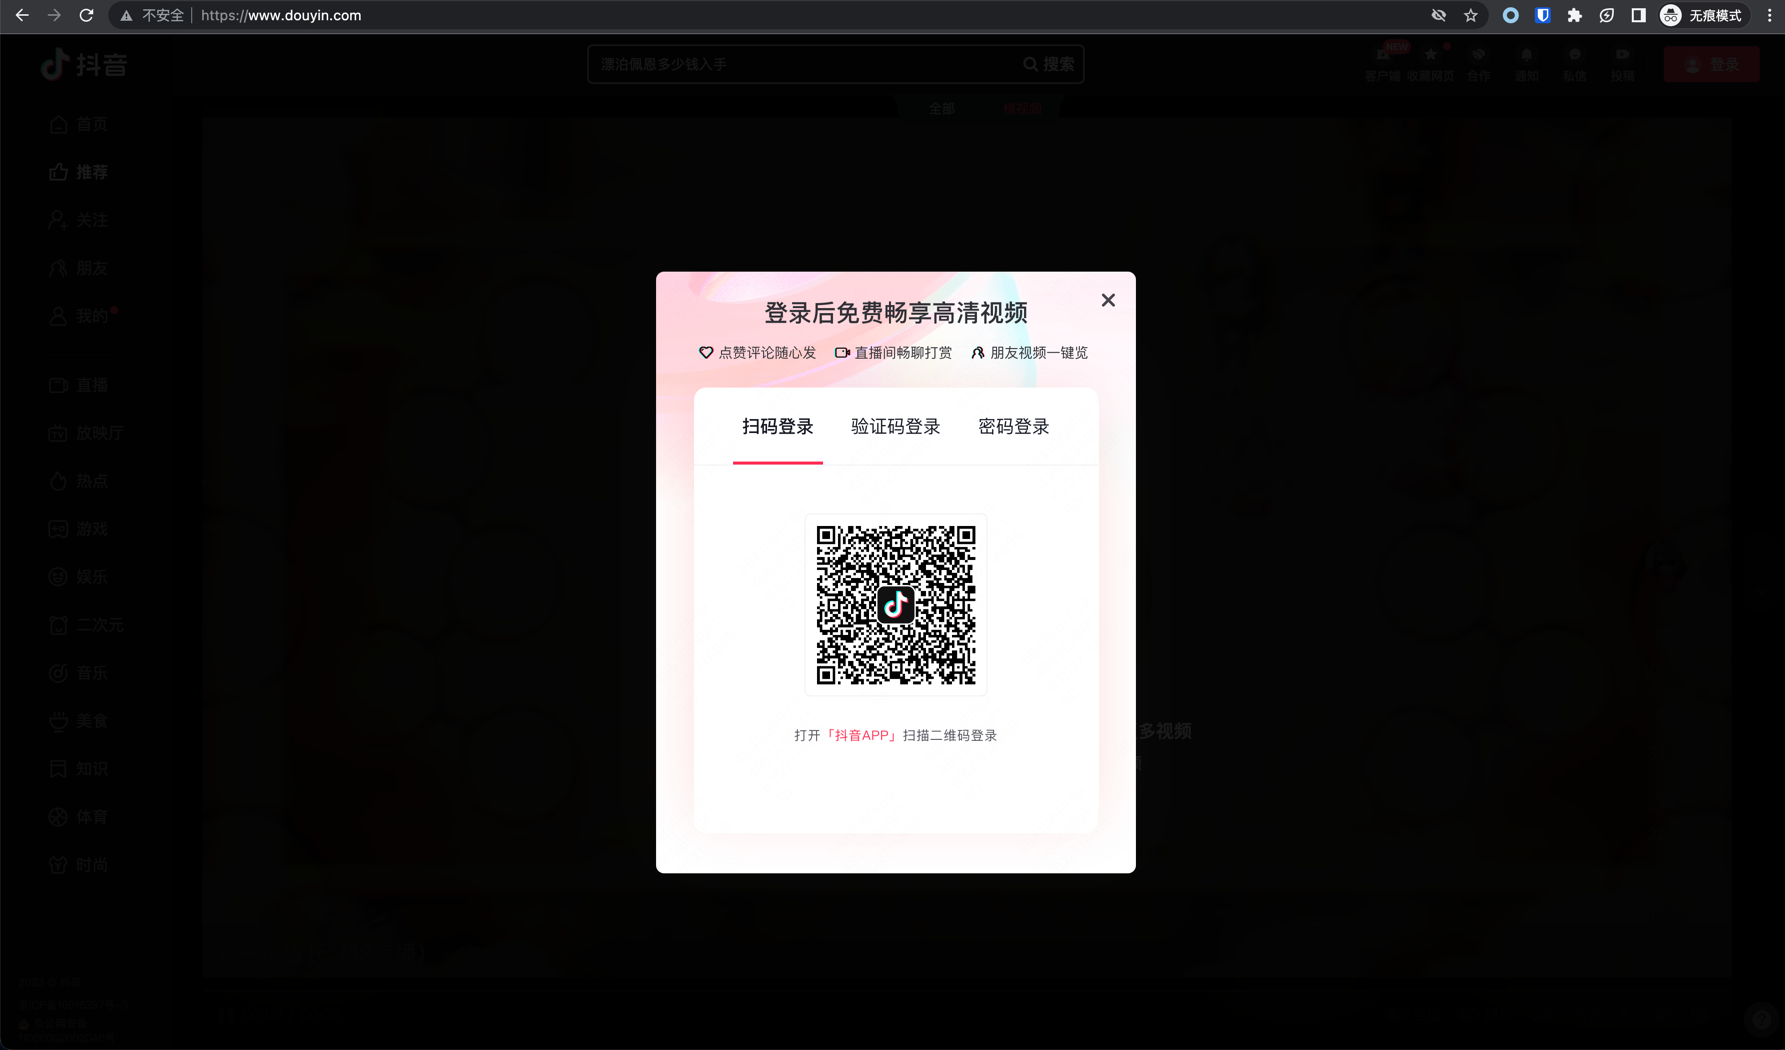 不安全 https://www.douyin.com 无痕模式
抖音
漂泊佩恩多少钱入手 搜索
NEW
客户端 收藏网页 合作 通知 私信 投稿 登录
全部
首页
推荐
关注
朋友
我的
直播
放映厅
热点
游戏
娱乐
二次元
音乐
美食
知识
体育
时尚
登录后免费畅享高清视频
点赞评论随心发 直播间畅聊打赏 朋友视频一键览
扫码登录 验证码登录 密码登录
打开「抖音APP」扫描二维码登录
多视频